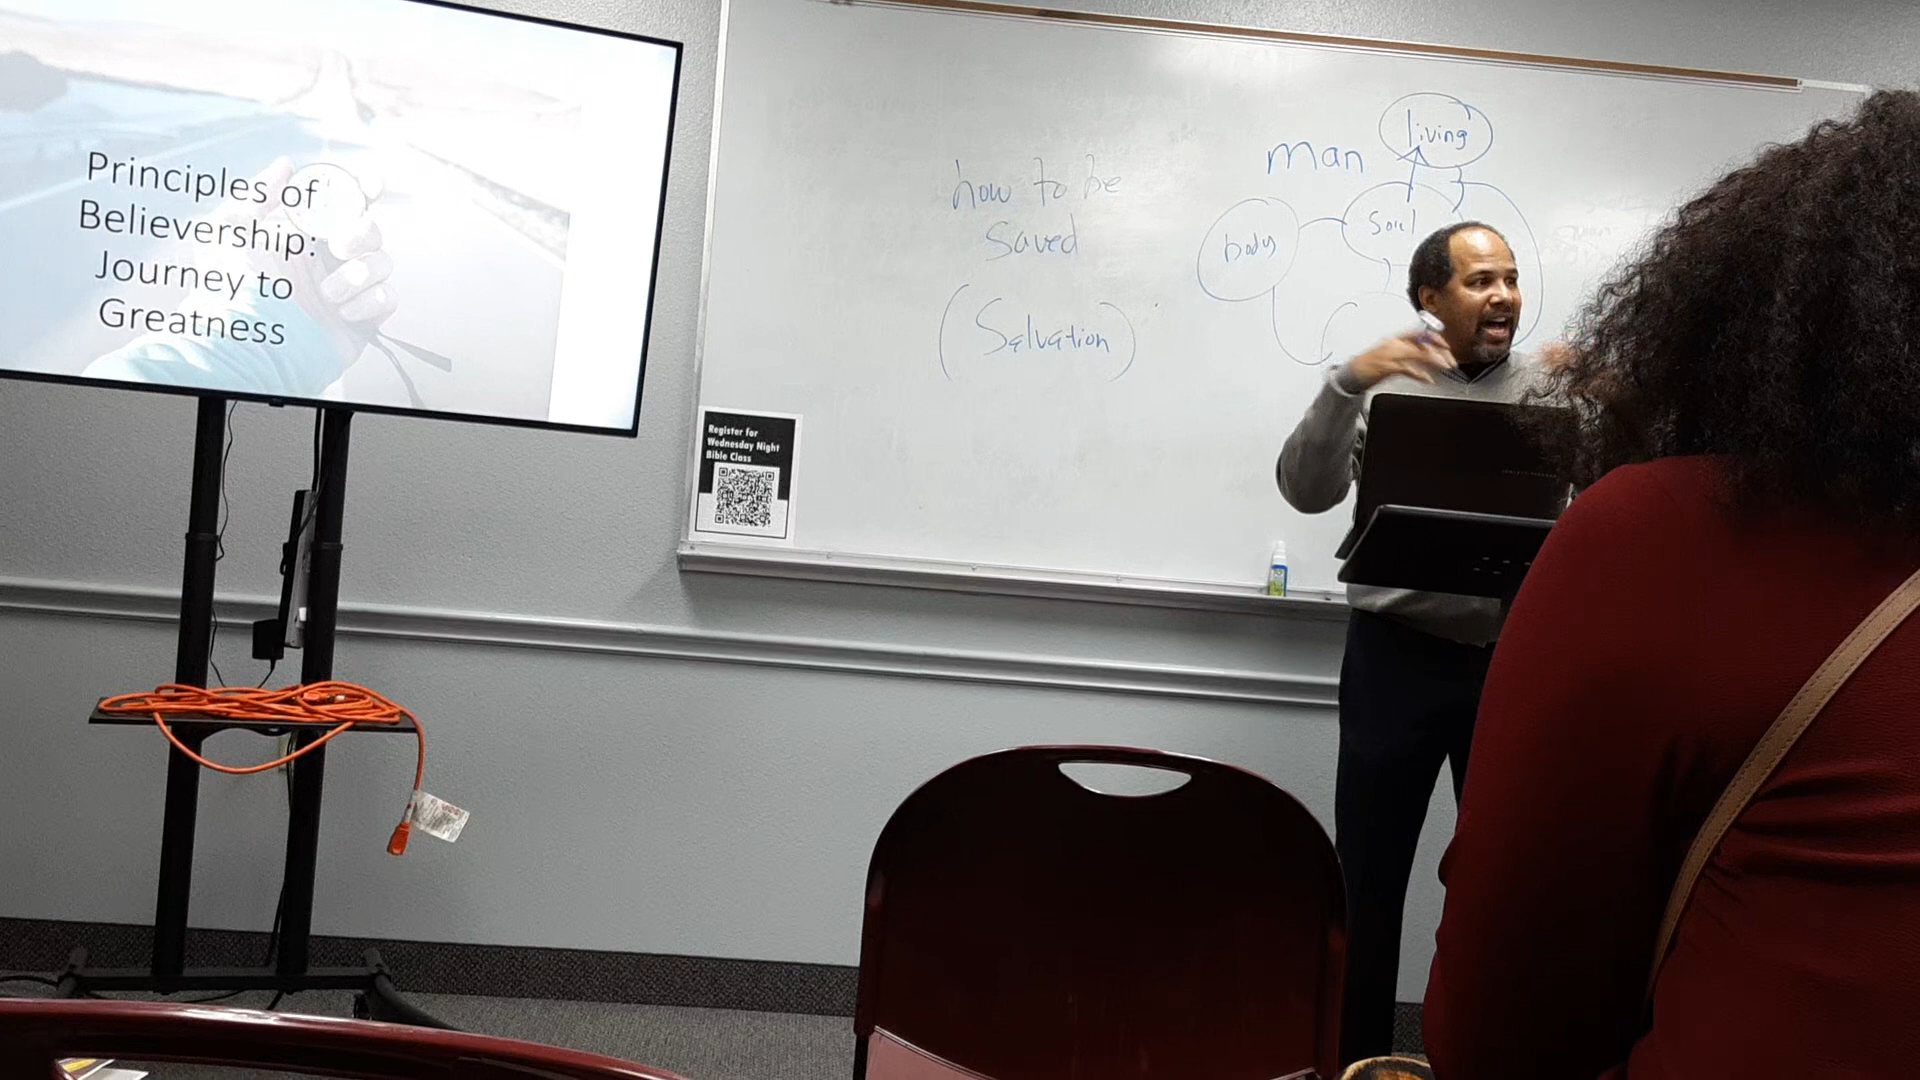 Principles of
Believership:
Journey to
Greatness
how to be
saved
(Salvation)
man
living
body
soul
Register for
Wednesday Night
Bible Class